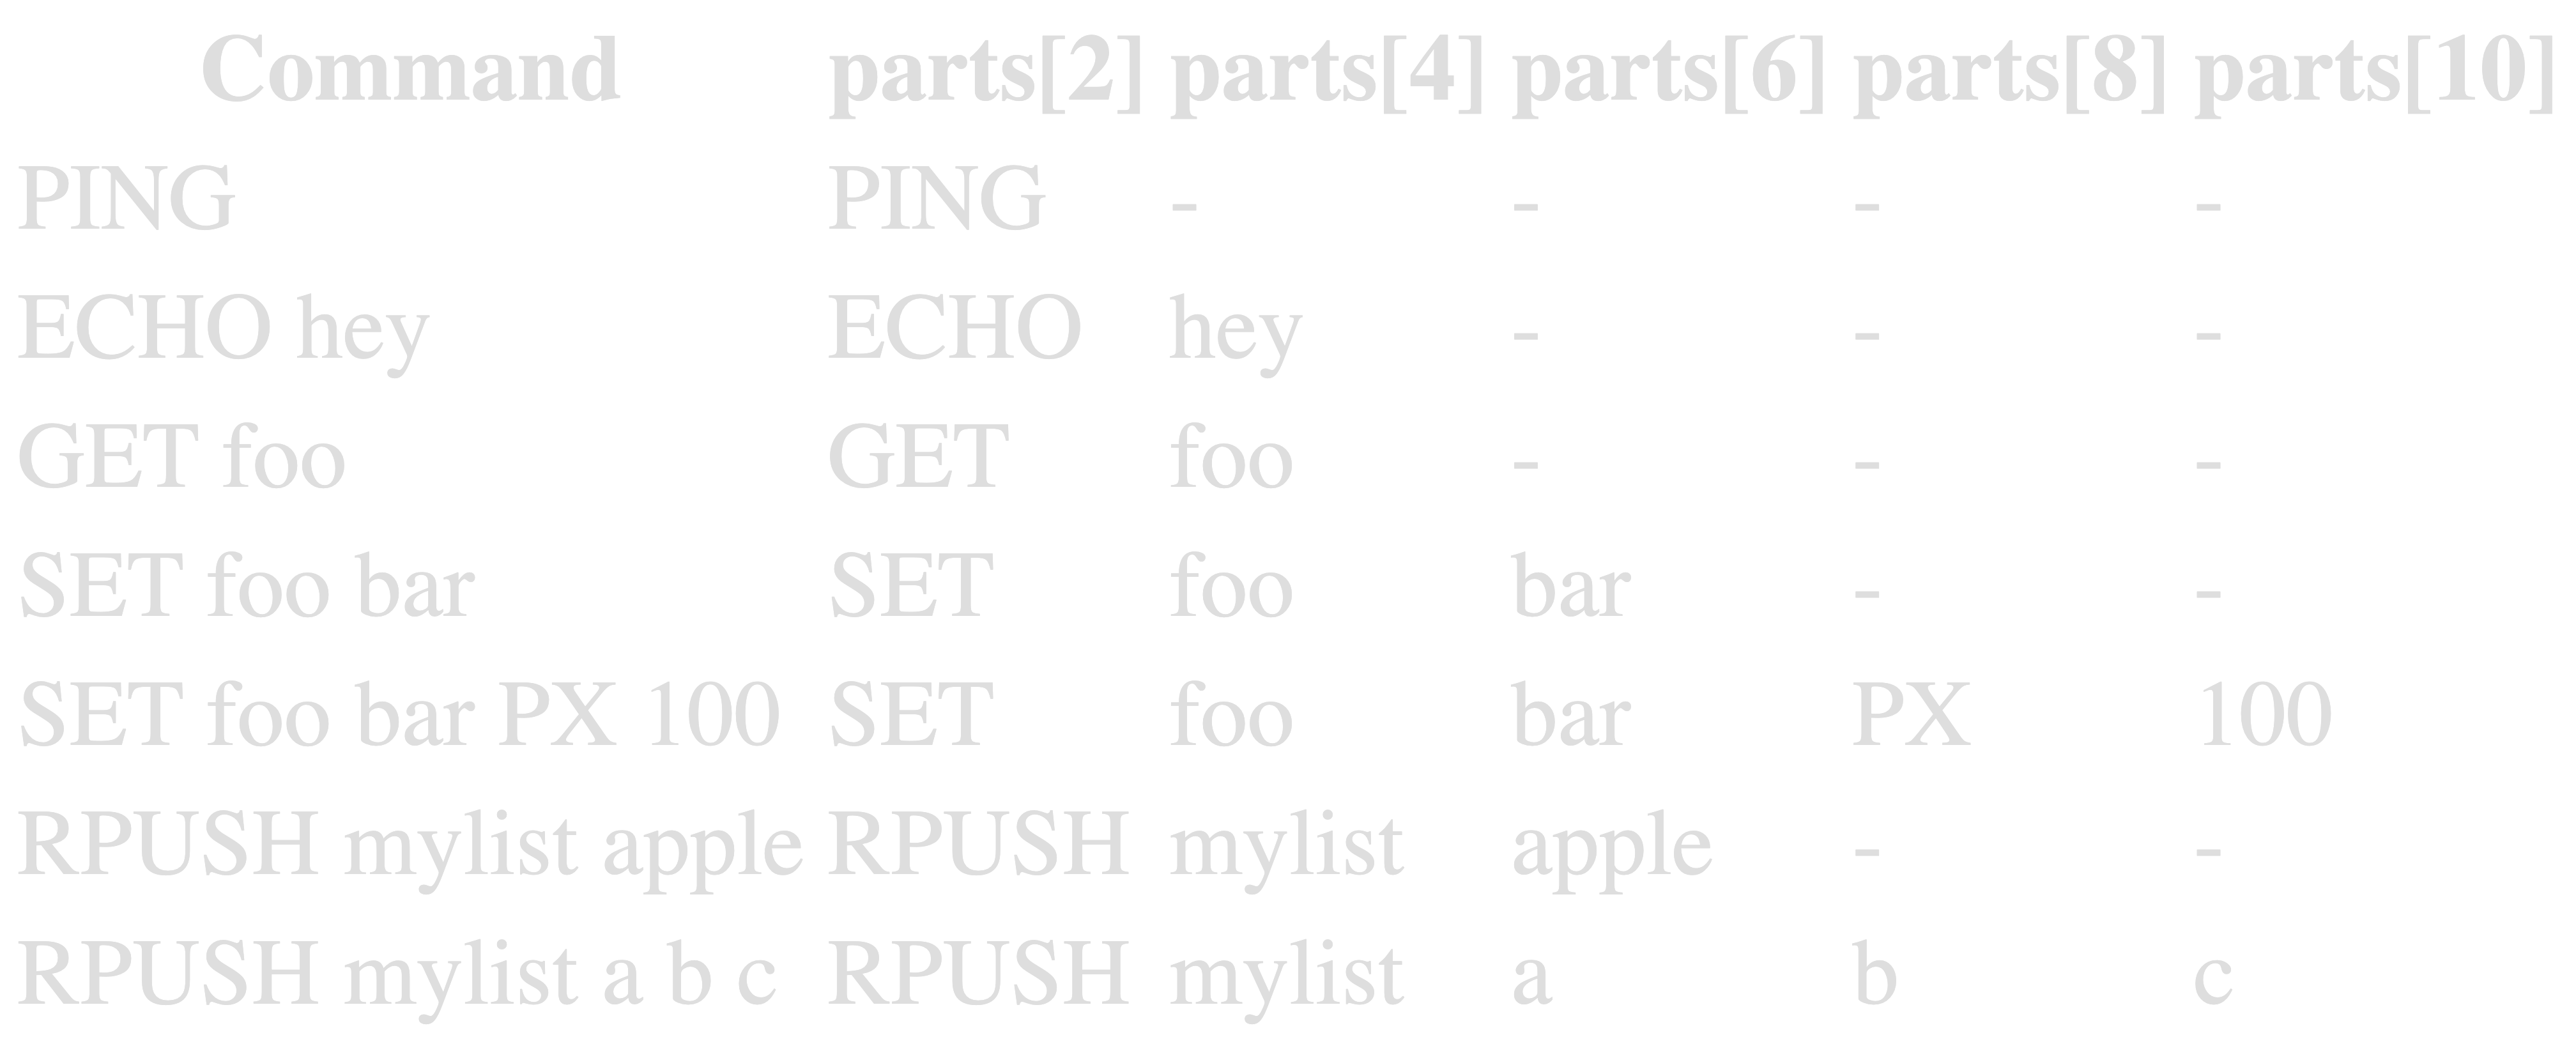 Command parts[2] parts[4] parts[6] parts[8] parts[10]
PING PING - - - -
ECHO hey ECHO hey - - -
GET foo GET foo - - -
SET foo bar SET foo bar - -
SET foo bar PX 100 SET foo bar PX 100
RPUSH mylist apple RPUSH mylist apple - -
RPUSH mylist a b c RPUSH mylist a b c